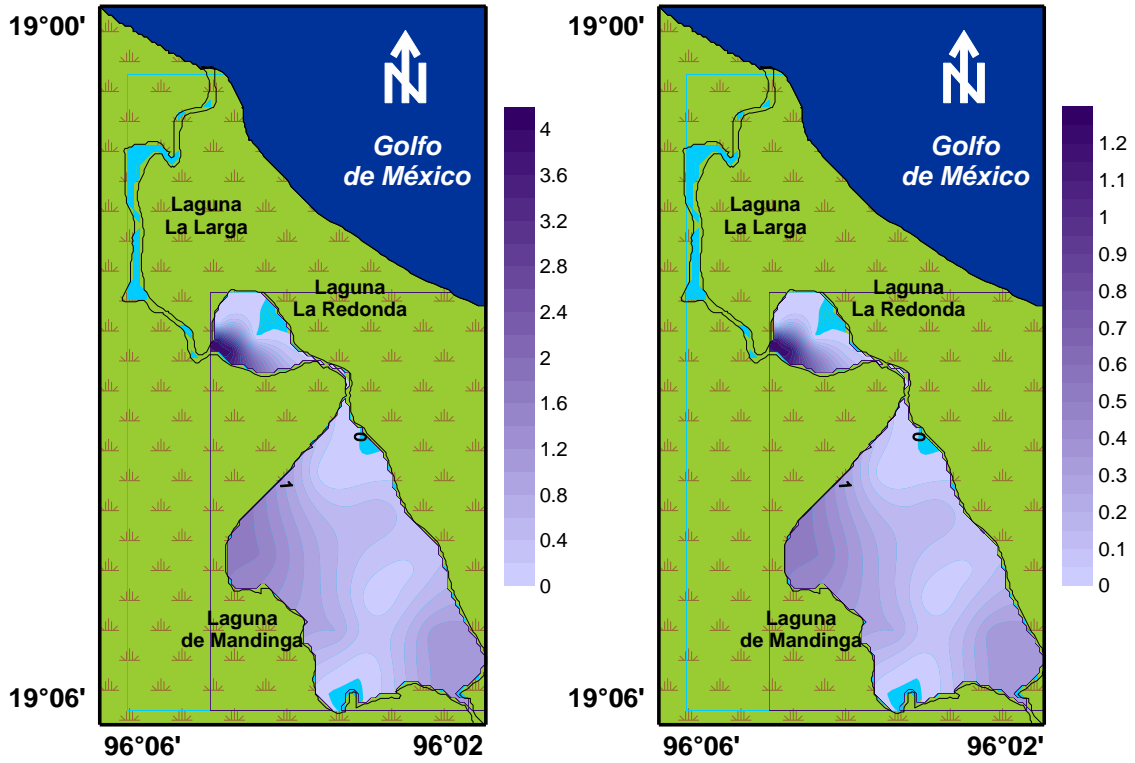 19°00'
N
Golfo
de México
Laguna
La Larga
Laguna
La Redonda
0
1
Laguna
de Mandinga
19°06'
96°06'
96°02'
4
3.6
3.2
2.8
2.4
2
1.6
1.2
0.8
0.4
0
19°00'
N
Golfo
de México
Laguna
La Larga
Laguna
La Redonda
0
1
Laguna
de Mandinga
19°06'
96°06'
96°02'
1.2
1.1
1
0.9
0.8
0.7
0.6
0.5
0.4
0.3
0.2
0.1
0